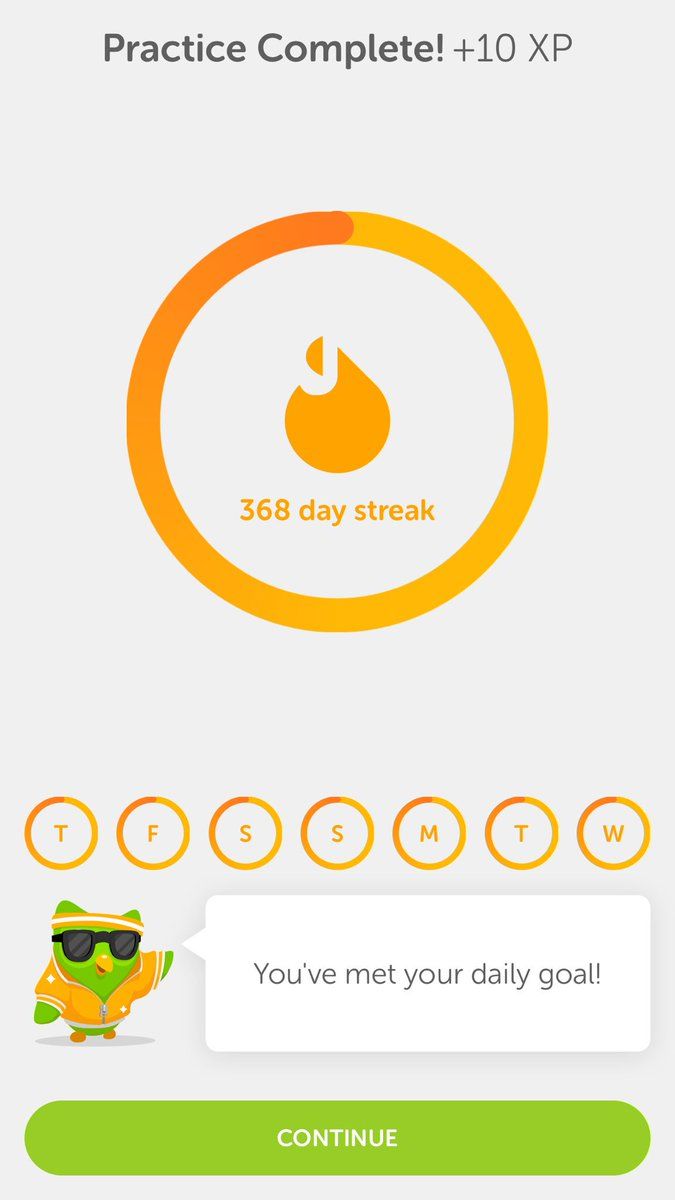 Practice Complete! +10 XP
368 day streak
T F S S M T W
You've met your daily goal!
CONTINUE